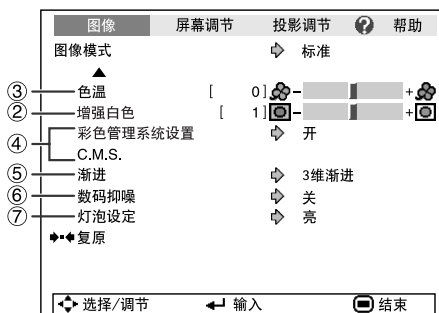 图像 屏幕调节 投影调节 ? 帮助
图像模式 标准
③ 色温 [ 0] − +
② 增强白色 [ 1] − +
④ 彩色管理系统设置 开
C.M.S.
⑤ 渐进 3维渐进
⑥ 数码抑噪 关
⑦ 灯泡设定 亮
复原
选择/调节 输入 结束